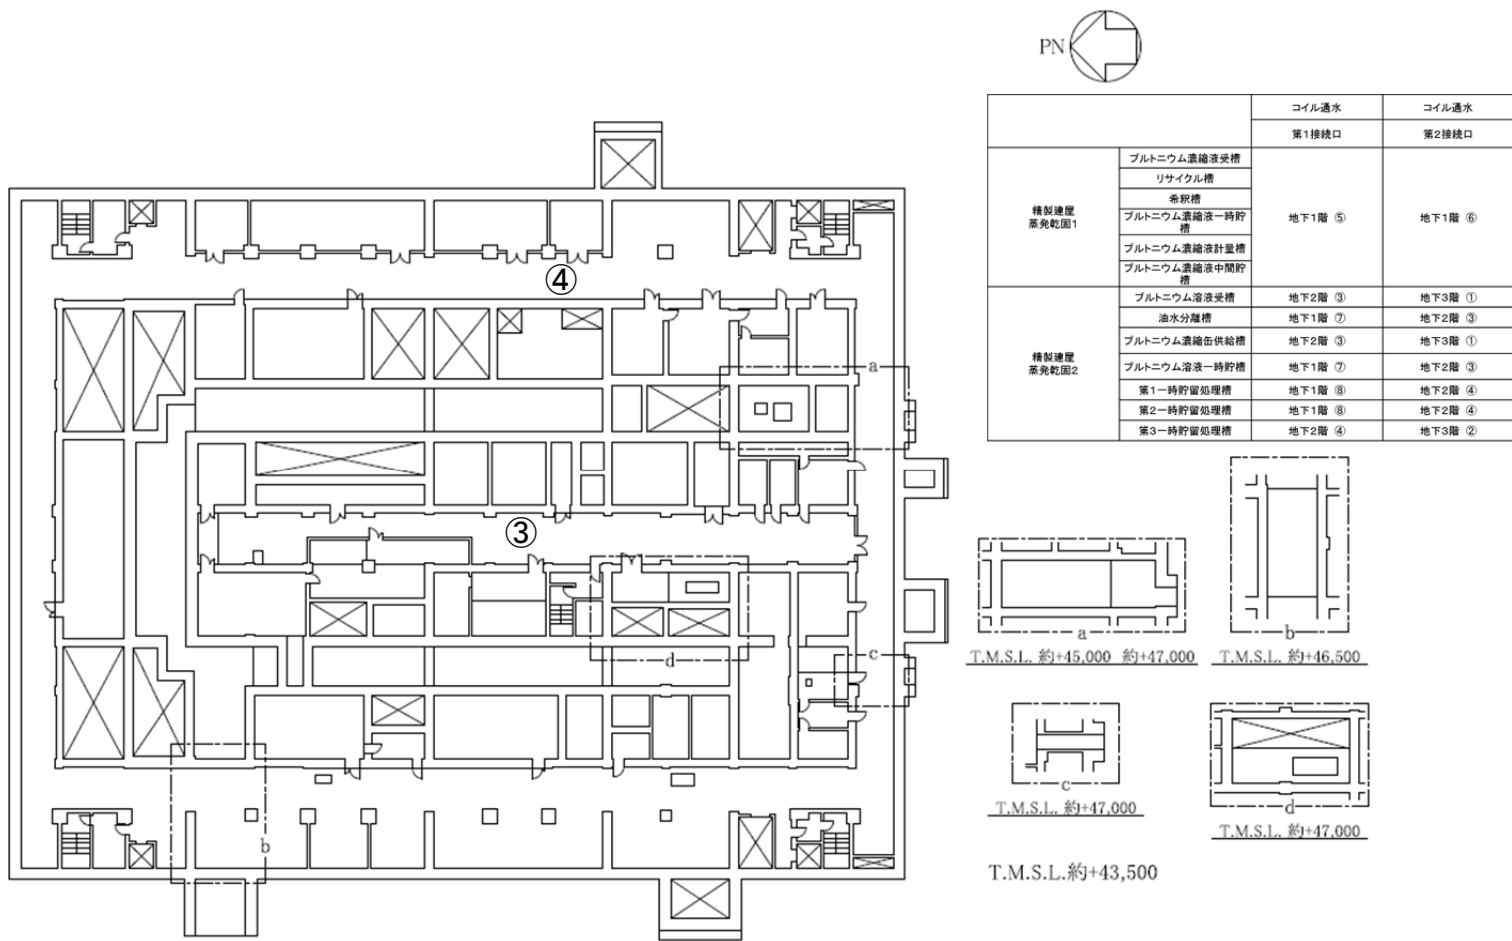 PN
コイル通水 コイル通水
第1接続口 第2接続口
精製建屋
蒸発乾固1
プルトニウム濃縮液受槽
リサイクル槽
希釈槽
プルトニウム濃縮液一時貯
槽
プルトニウム濃縮液計量槽
プルトニウム濃縮液中間貯
槽
地下1階 ⑤ 地下1階 ⑥
精製建屋
蒸発乾固2
プルトニウム溶液受槽 地下2階 ③ 地下3階 ①
油水分離槽 地下1階 ⑦ 地下2階 ③
プルトニウム濃縮缶供給槽 地下2階 ③ 地下3階 ①
プルトニウム溶液一時貯槽 地下1階 ⑦ 地下2階 ③
第1一時貯留処理槽 地下1階 ⑧ 地下2階 ④
第2一時貯留処理槽 地下1階 ⑧ 地下2階 ④
第3一時貯留処理槽 地下2階 ④ 地下3階 ②
④
a
③
d
c
b
a
T.M.S.L. 約+45,000 約+47,000
b
T.M.S.L. 約+46,500
c
T.M.S.L. 約+47,000
d
T.M.S.L. 約+47,000
T.M.S.L.約+43,500